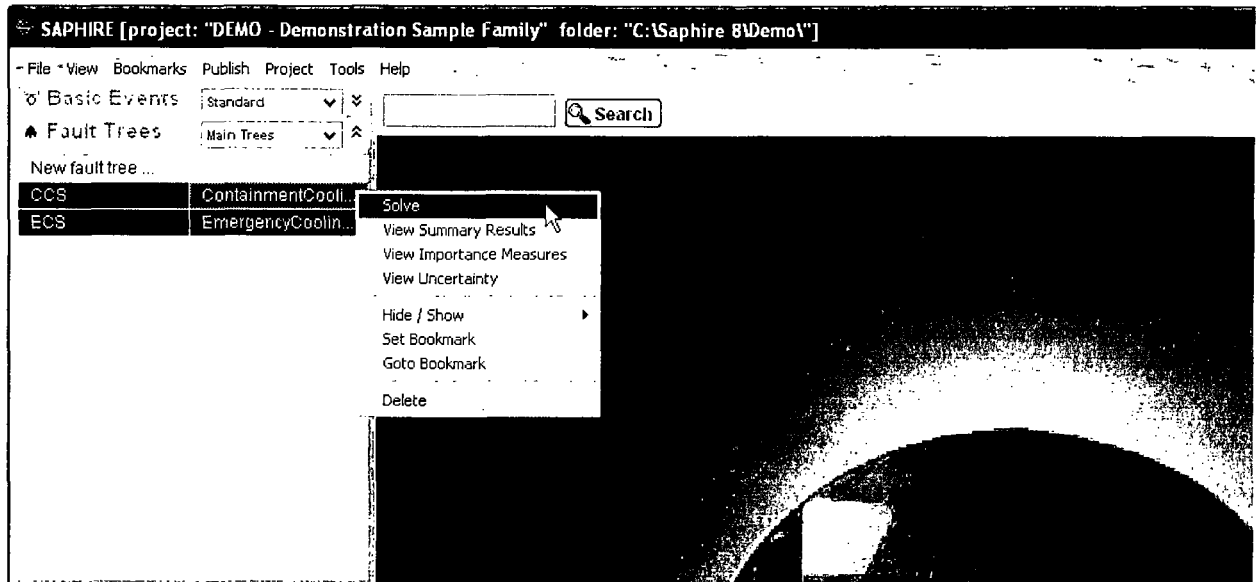 SAPHIRE [project: "DEMO - Demonstration Sample Family" folder: "C:\Saphire 8\Demo\"]
File View Bookmarks Publish Project Tools Help
Basic Events Standard
Search
Fault Trees Main Trees
New fault tree ...
CCS ContainmentCooli...
ECS EmergencyCoolin...
Solve
View Summary Results
View Importance Measures
View Uncertainty
Hide / Show
Set Bookmark
Goto Bookmark
Delete